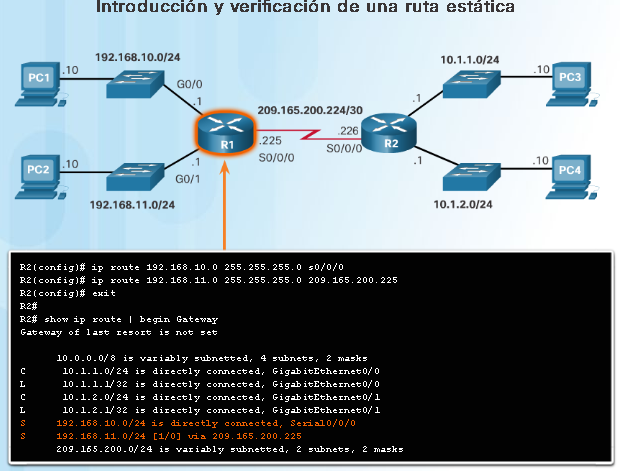 Introducción y verificación de una ruta estática
192.168.10.0/24
10.1.1.0/24
PC1
.10
G0/0
.10
PC3
.1
209.165.200.224/30
.1
R1
.225
.226
R2
S0/0/0
S0/0/0
PC2
.10
.1
G0/1
.1
.10
PC4
192.168.11.0/24
10.1.2.0/24
R2(config)# ip route 192.168.10.0 255.255.255.0 s0/0/0
R2(config)# ip route 192.168.11.0 255.255.255.0 209.165.200.225
R2(config)# exit
R2#
R2# show ip route | begin Gateway
Gateway of last resort is not set
10.0.0.0/8 is variably subnetted, 4 subnets, 2 masks
C 10.1.1.0/24 is directly connected, GigabitEthernet0/0
L 10.1.1.1/32 is directly connected, GigabitEthernet0/0
C 10.1.2.0/24 is directly connected, GigabitEthernet0/1
L 10.1.2.1/32 is directly connected, GigabitEthernet0/1
S 192.168.10.0/24 is directly connected, Serial0/0/0
S 192.168.11.0/24 [1/0] via 209.165.200.225
209.165.200.0/24 is variably subnetted, 2 subnets, 2 masks